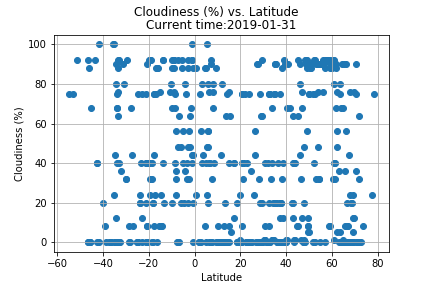 Cloudiness (%) vs. Latitude
Current time:2019-01-31
100
80
60
40
20
0
Cloudiness (%)
−60 −40 −20 0 20 40 60 80
Latitude